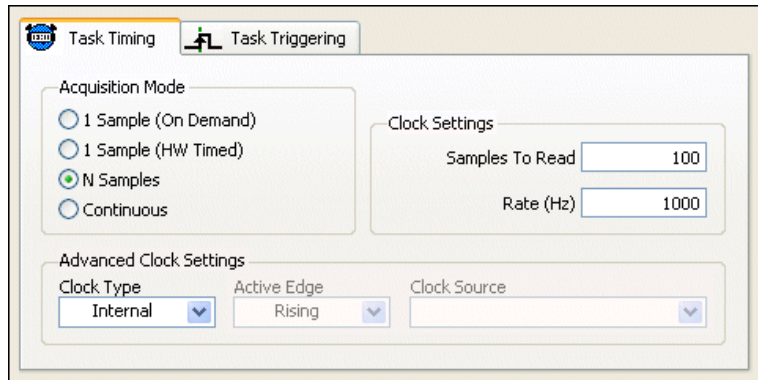 Task Timing
Task Triggering
Acquisition Mode
1 Sample (On Demand)
1 Sample (HW Timed)
N Samples
Continuous
Clock Settings
Samples To Read 100
Rate (Hz) 1000
Advanced Clock Settings
Clock Type Active Edge Clock Source
Internal Rising